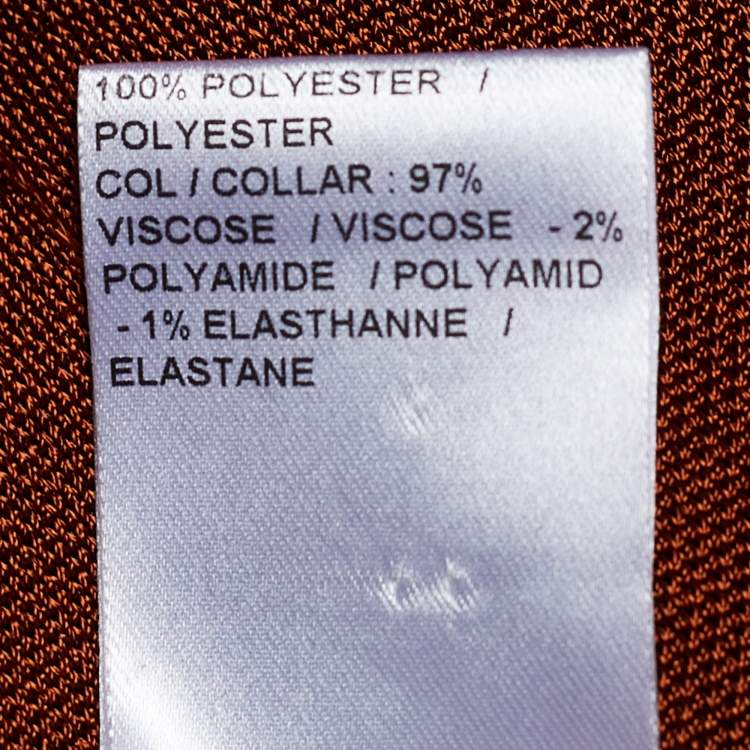 100% POLYESTER /
POLYESTER
COL / COLLAR : 97%
VISCOSE / VISCOSE - 2%
POLYAMIDE / POLYAMID
- 1% ELASTHANNE /
ELASTANE